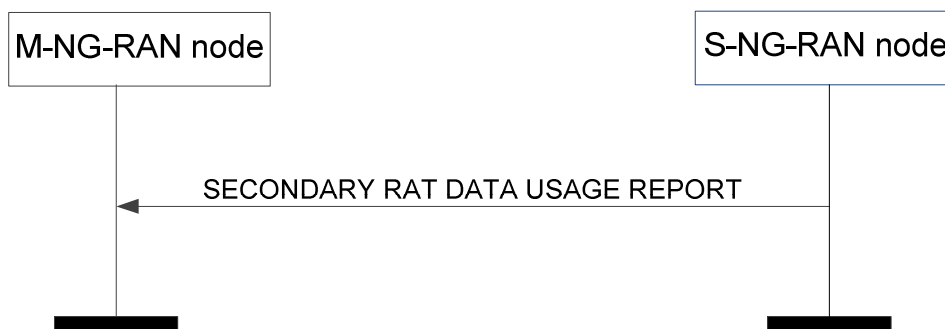 M-NG-RAN node
S-NG-RAN node
SECONDARY RAT DATA USAGE REPORT